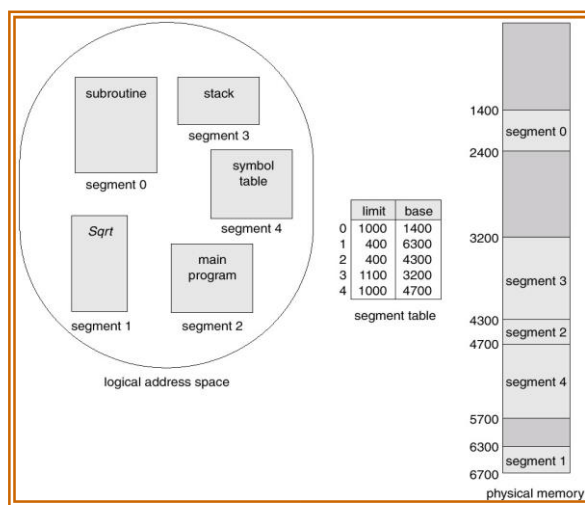 subroutine
segment 0
stack
segment 3
symbol
table
segment 4
Sqrt
segment 1
main
program
segment 2
logical address space
limit base
0 1000 1400
1 400 6300
2 400 4300
3 1100 3200
4 1000 4700
segment table
1400
segment 0
2400
3200
segment 3
4300
segment 2
4700
segment 4
5700
6300
segment 1
6700
physical memory